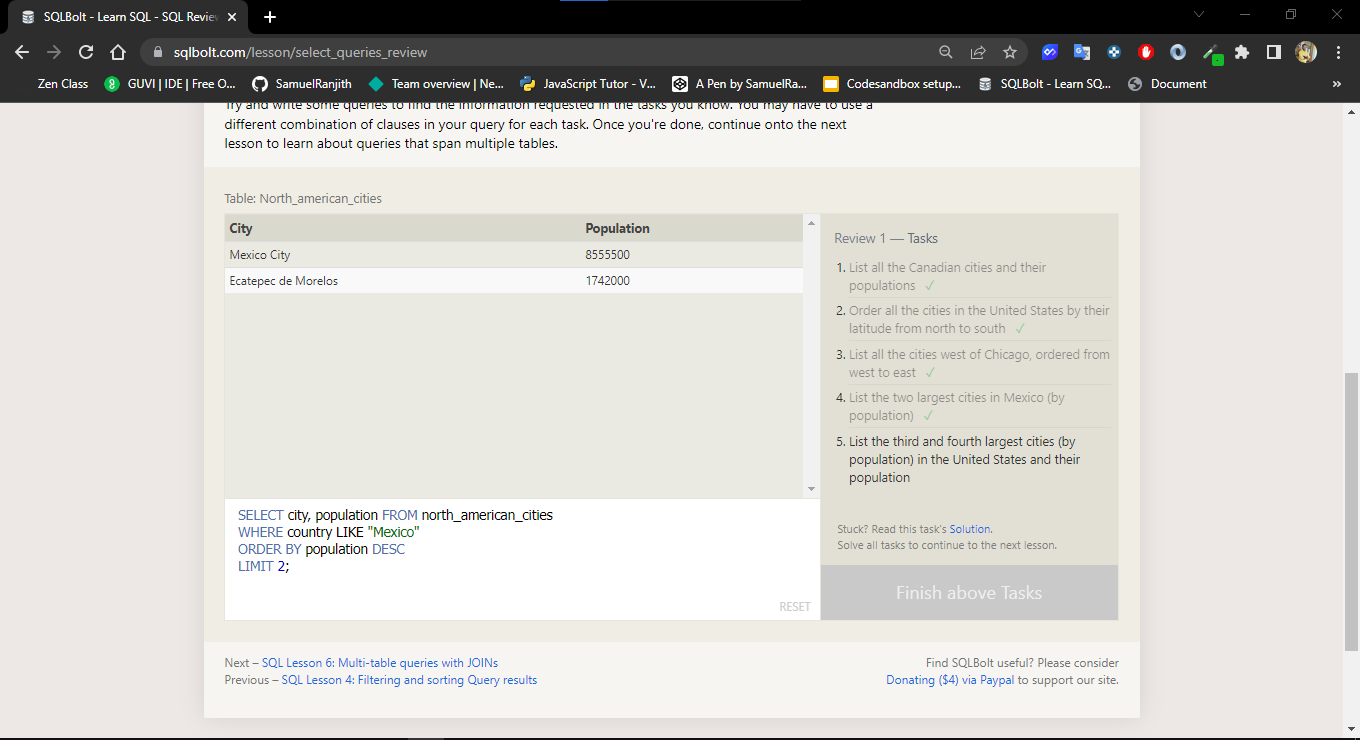 SQLBolt - Learn SQL - SQL Review
sqlbolt.com/lesson/select_queries_review
Zen Class
GUVI | IDE | Free O...
SamuelRanjith
Team overview | Ne...
JavaScript Tutor - V...
A Pen by SamuelRa...
Codesandbox setup...
SQLBolt - Learn SQ...
Document
»
Try and write some queries to find the information requested in the tasks you know. You may have to use a
different combination of clauses in your query for each task. Once you're done, continue onto the next
lesson to learn about queries that span multiple tables.
Table: North_american_cities
City Population
Mexico City 8555500
Ecatepec de Morelos 1742000
SELECT city, population FROM north_american_cities
WHERE country LIKE "Mexico"
ORDER BY population DESC
LIMIT 2;
RESET
Review 1 — Tasks
1. List all the Canadian cities and their
populations ✓
2. Order all the cities in the United States by their
latitude from north to south ✓
3. List all the cities west of Chicago, ordered from
west to east ✓
4. List the two largest cities in Mexico (by
population) ✓
5. List the third and fourth largest cities (by
population) in the United States and their
population
Stuck? Read this task's Solution.
Solve all tasks to continue to the next lesson.
Finish above Tasks
Next – SQL Lesson 6: Multi-table queries with JOINs
Previous – SQL Lesson 4: Filtering and sorting Query results
Find SQLBolt useful? Please consider
Donating ($4) via Paypal to support our site.